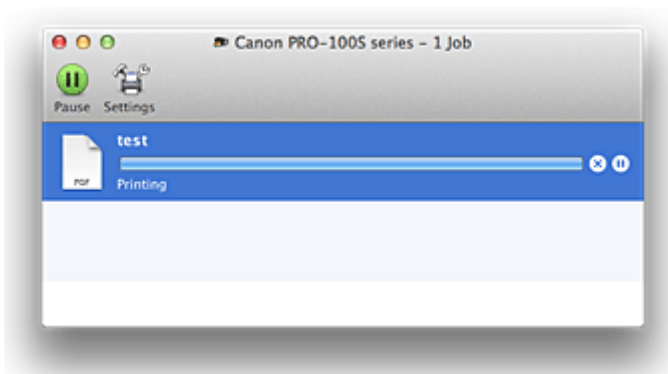 Canon PRO-100S series – 1 Job
Pause Settings
test
PDF
Printing